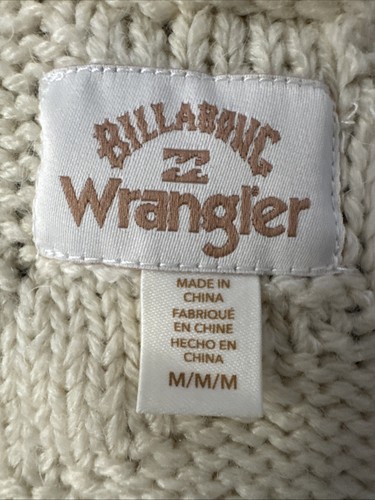 BILLABONG
Wrangler
MADE IN
CHINA
FABRIQUÉ
EN CHINE
HECHO EN
CHINA
M/M/M